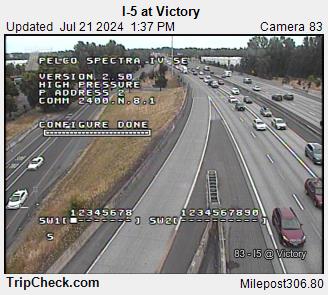 I-5 at Victory
Updated Jul 21 2024 1:37 PM Camera 83
PELCO SPECTRA IV SE
VERSION 2.50
HIGH PRESSURE
P ADDRESS 2
COMM 2400,N,8,1
CONFIGURE DONE
12345678 1234567890
SW1[ ] SW2[ ]
S
83 - I5 @ Victory
TripCheck.com Milepost306.80